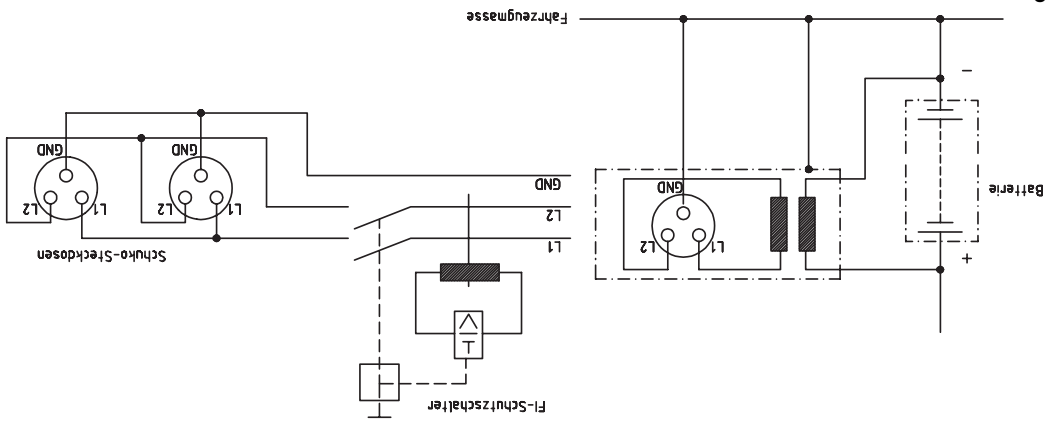 FI-Schutzschalter
+
Schuko-Steckdosen
L1
L1 L2
L2
L1 L2
L1 L2
Batterie
GND
GND
GND
GND
−
Fahrzeugmasse